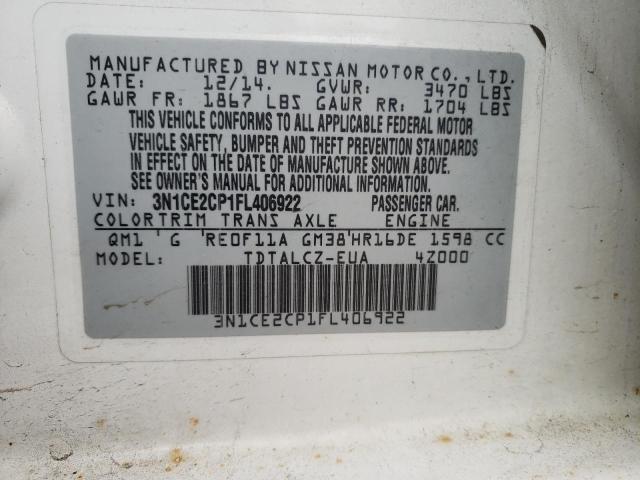 MANUFACTURED BY NISSAN MOTOR CO., LTD.
DATE: 12/14. GVWR: 3470 LBS
GAWR FR: 1867 LBS GAWR RR: 1704 LBS
THIS VEHICLE CONFORMS TO ALL APPLICABLE FEDERAL MOTOR
VEHICLE SAFETY, BUMPER AND THEFT PREVENTION STANDARDS
IN EFFECT ON THE DATE OF MANUFACTURE SHOWN ABOVE.
SEE OWNER'S MANUAL FOR ADDITIONAL INFORMATION.
VIN: 3N1CE2CP1FL406922 PASSENGER CAR.
COLOR TRIM TRANS AXLE ENGINE
QM1 ' G 'RE0F11A GM38'HR16DE 1598 CC
MODEL: TDTALCZ-EUA 4Z000
3N1CE2CP1FL406922